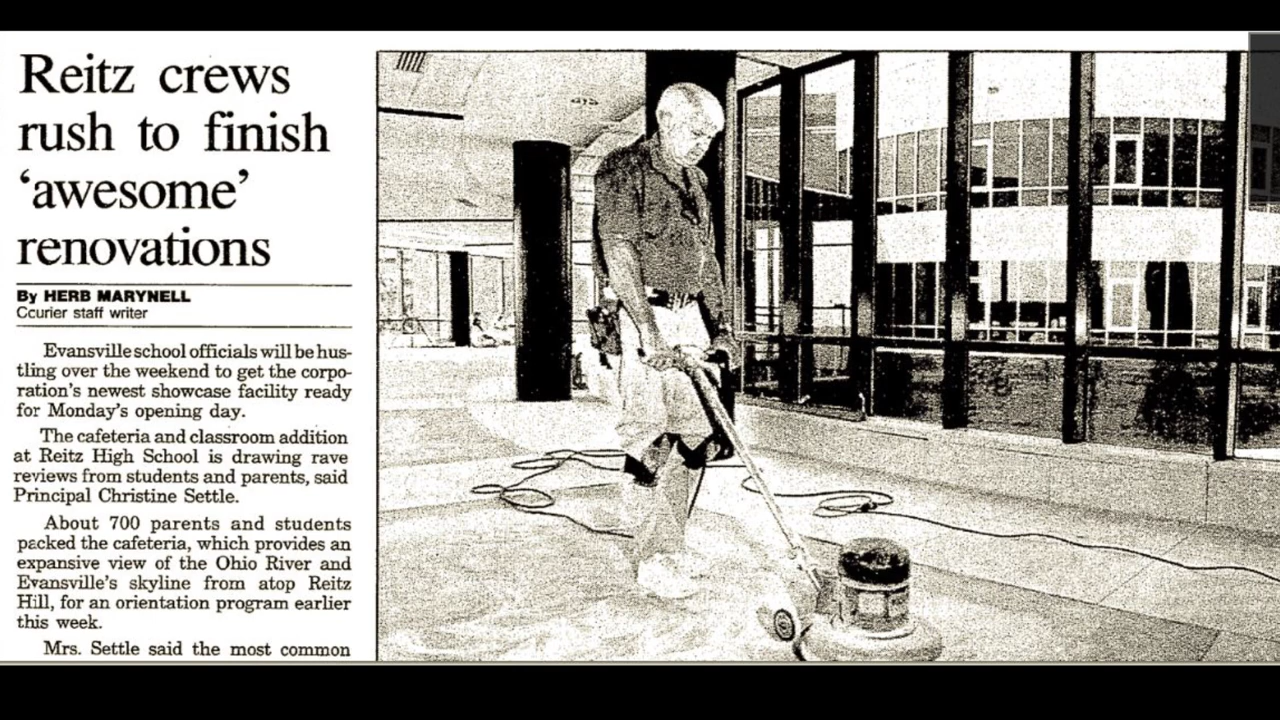 Reitz crews
rush to finish
‘awesome’
renovations
By HERB MARYNELL
Ccurier staff writer
Evansville school officials will be hus-
tling over the weekend to get the corpo-
ration’s newest showcase facility ready
for Monday’s opening day.
The cafeteria and classroom addition
at Reitz High School is drawing rave
reviews from students and parents, said
Principal Christine Settle.
About 700 parents and students
packed the cafeteria, which provides an
expansive view of the Ohio River and
Evansville’s skyline from atop Reitz
Hill, for an orientation program earlier
this week.
Mrs. Settle said the most common